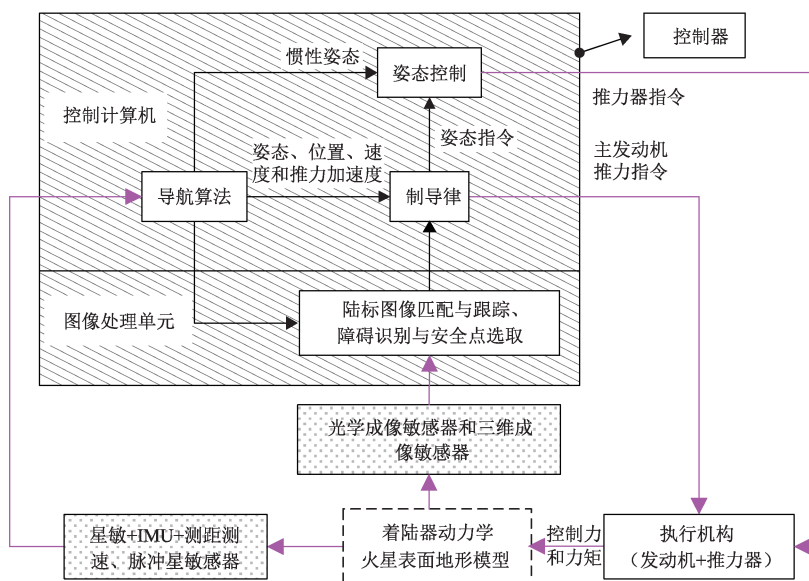 惯性姿态
姿态控制
控制器
控制计算机
推力器指令
姿态指令
姿态、位置、速
度和推力加速度
主发动机
推力指令
导航算法
制导律
图像处理单元
陆标图像匹配与跟踪、
障碍识别与安全点选取
光学成像敏感器和三维成
像敏感器
星敏+IMU+测距测
速、脉冲星敏感器
着陆器动力学
火星表面地形模型
控制力
和力矩
执行机构
（发动机+推力器）